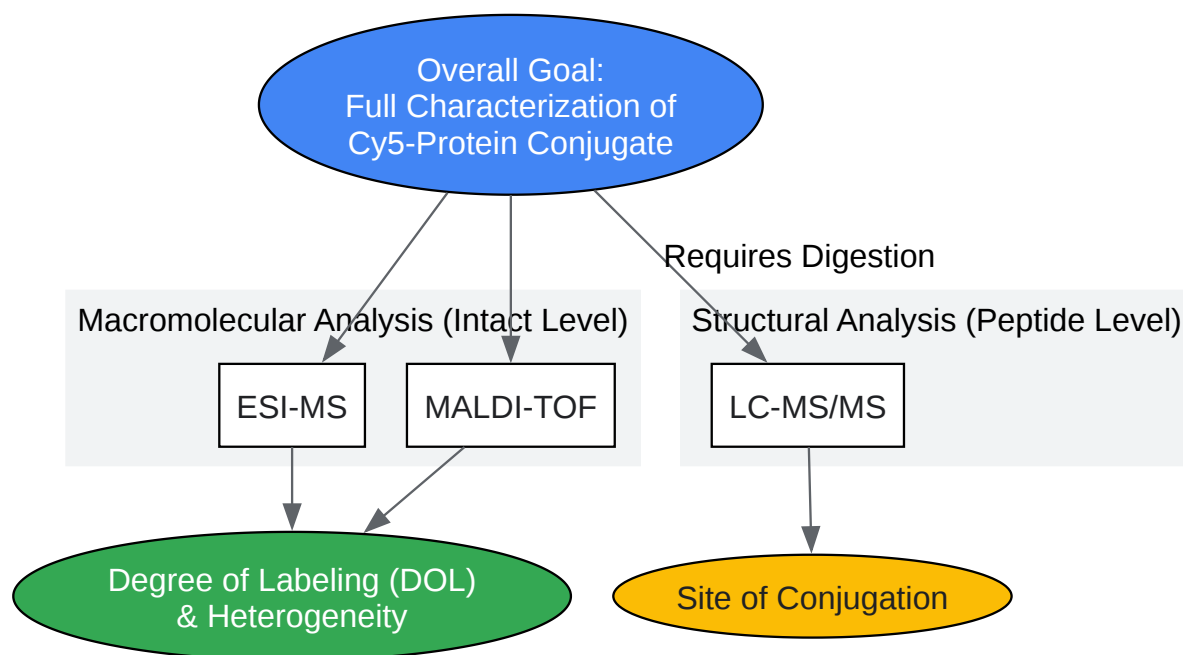 Overall Goal:
Full Characterization of
Cy5-Protein Conjugate
Requires Digestion
Macromolecular Analysis (Intact Level)
Structural Analysis (Peptide Level)
ESI-MS
MALDI-TOF
LC-MS/MS
Degree of Labeling (DOL)
& Heterogeneity
Site of Conjugation